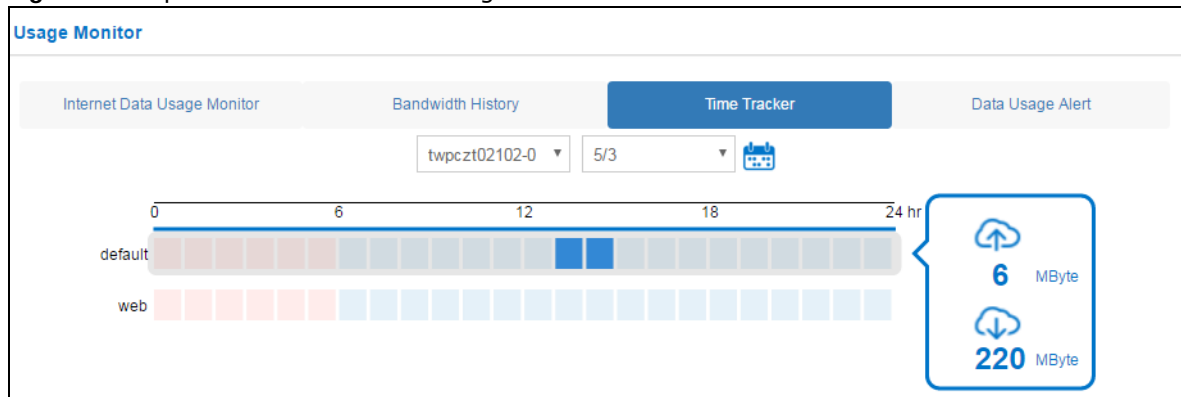 Usage Monitor
Internet Data Usage Monitor Bandwidth History Time Tracker Data Usage Alert
twpczt02102-0 5/3
0 6 12 18 24 hr
default
6 MByte
web
220 MByte